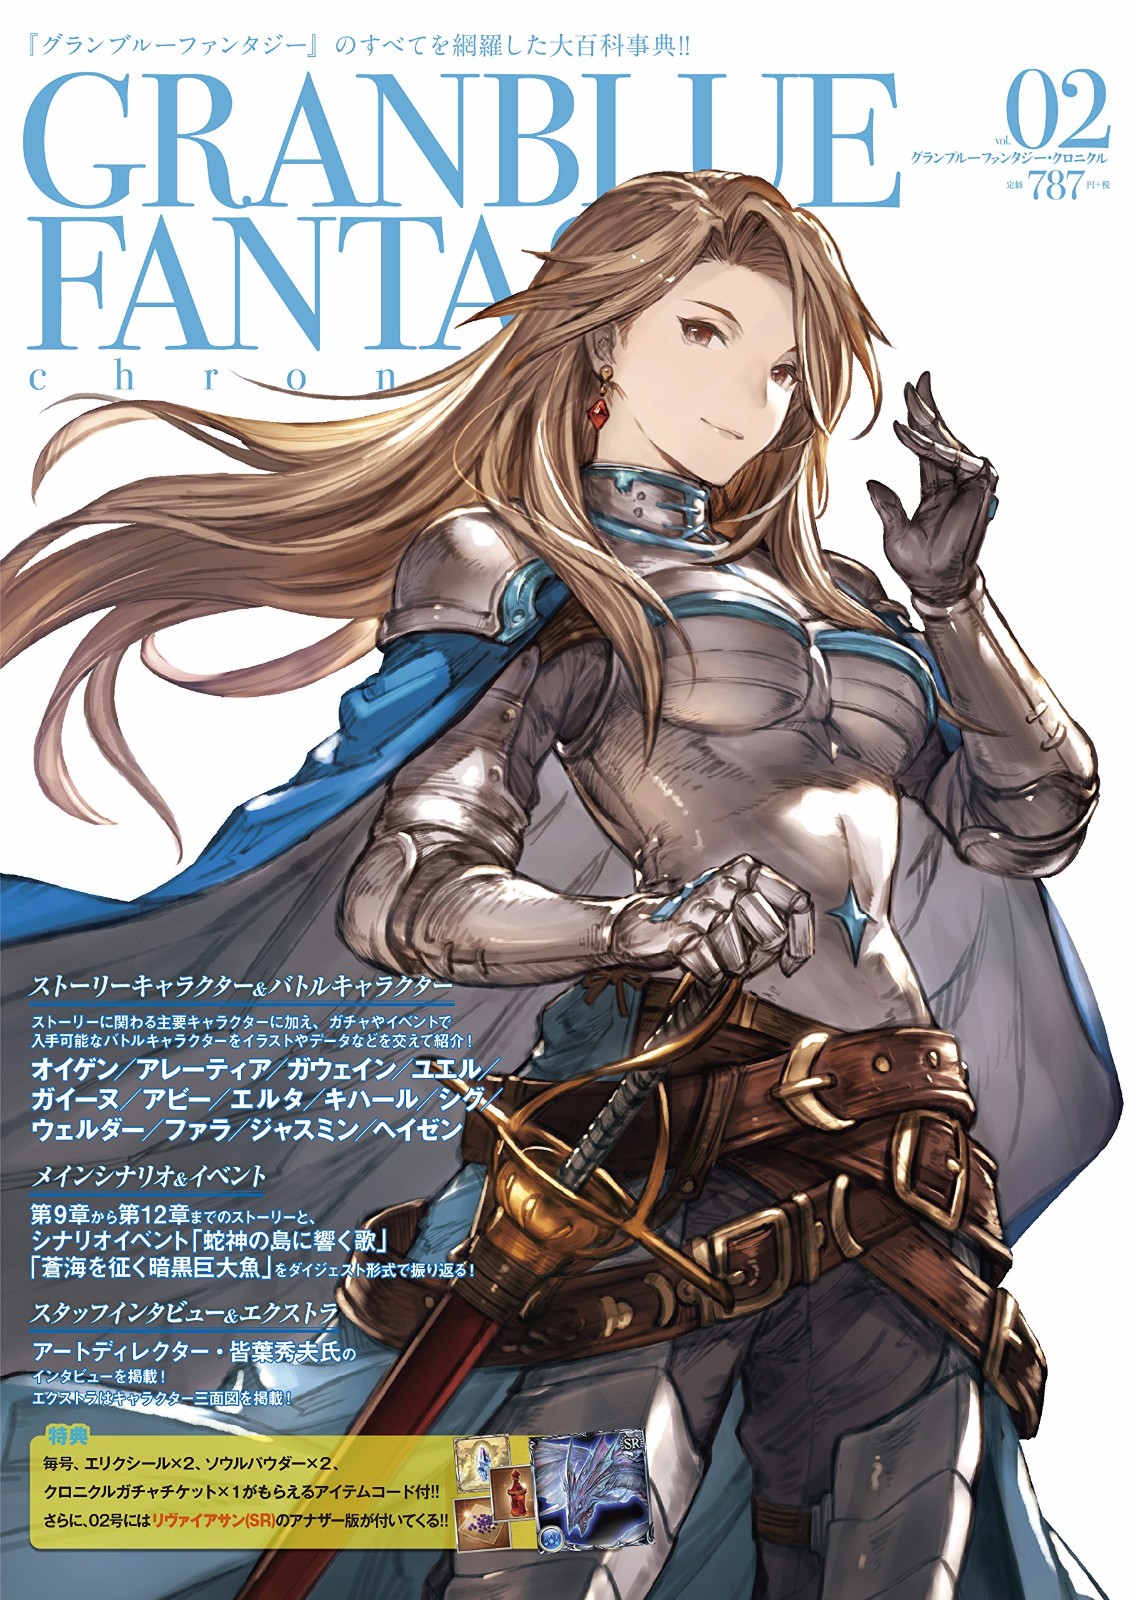 『グランブルーファンタジー』のすべてを網羅した大百科事典!!
GRANBLUE
FANTA
chron
vol. 02
グランブルーファンタジー・クロニクル
定価 787 円+税
ストーリーキャラクター&バトルキャラクター
ストーリーに関わる主要キャラクターに加え、ガチャやイベントで
入手可能なバトルキャラクターをイラストやデータなどを交えて紹介！
オイゲン／アレーティア／ガウェイン／ユエル／
ガイーヌ／アビー／エルタ／キハール／シグ／
ウェルダー／ファラ／ジャスミン／ヘイゼン
メインシナリオ&イベント
第9章から第12章までのストーリーと、
シナリオイベント「蛇神の島に響く歌」
「蒼海を征く暗黒巨大魚」をダイジェスト形式で振り返る！
スタッフインタビュー&エクストラ
アートディレクター・皆葉秀夫氏の
インタビューを掲載！
エクストラはキャラクター三面図を掲載！
特典
毎号、エリクシール×2、ソウルパウダー×2、
クロニクルガチャチケット×1がもらえるアイテムコード付!!
さらに、02号にはリヴァイアサン(SR)のアナザー版が付いてくる!!
SR